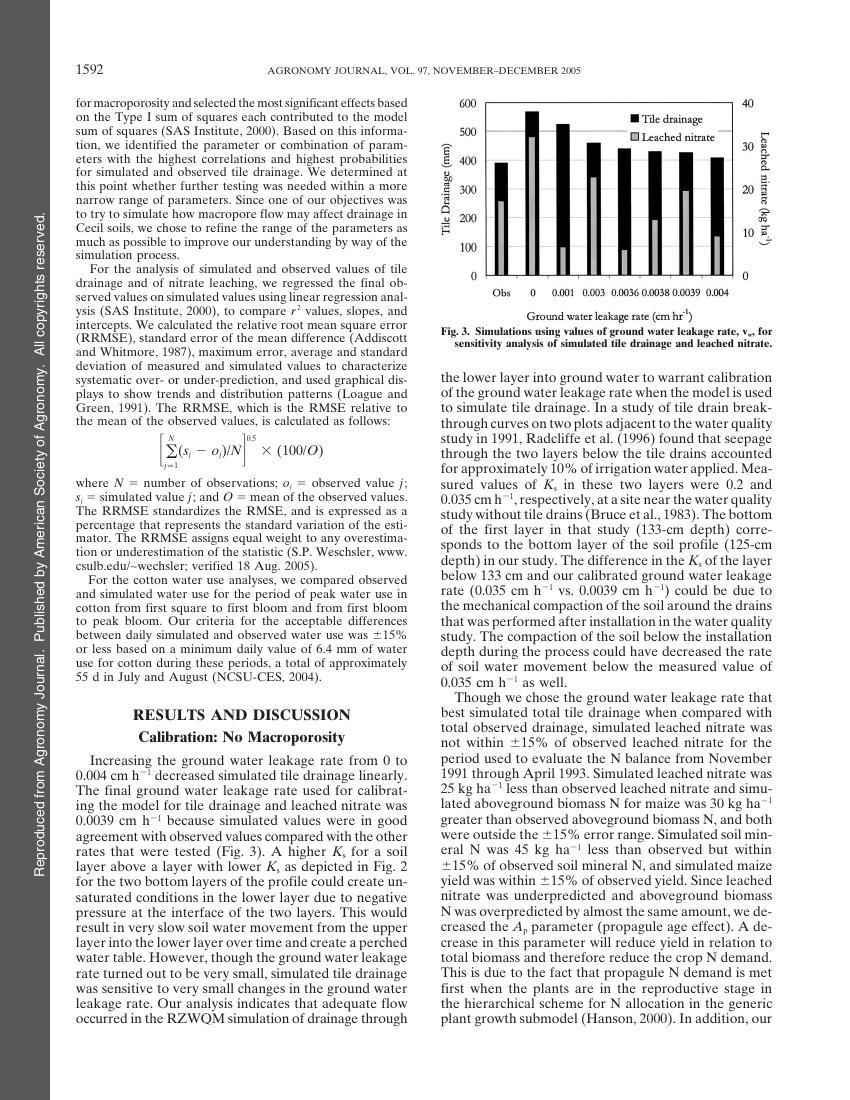 1592
AGRONOMY JOURNAL, VOL. 97, NOVEMBER–DECEMBER 2005
for macroporosity and selected the most significant effects based
on the Type I sum of squares each contributed to the model
sum of squares (SAS Institute, 2000). Based on this informa-
tion, we identified the parameter or combination of param-
eters with the highest correlations and highest probabilities
for simulated and observed tile drainage. We determined at
this point whether further testing was needed within a more
narrow range of parameters. Since one of our objectives was
to try to simulate how macropore flow may affect drainage in
Cecil soils, we chose to refine the range of the parameters as
much as possible to improve our understanding by way of the
simulation process.
For the analysis of simulated and observed values of tile
drainage and of nitrate leaching, we regressed the final ob-
served values on simulated values using linear regression anal-
ysis (SAS Institute, 2000), to compare r² values, slopes, and
intercepts. We calculated the relative root mean square error
(RRMSE), standard error of the mean difference (Addiscott
and Whitmore, 1987), maximum error, average and standard
deviation of measured and simulated values to characterize
systematic over- or under-prediction, and used graphical dis-
plays to show trends and distribution patterns (Loague and
Green, 1991). The RRMSE, which is the RMSE relative to
the mean of the observed values, is calculated as follows:
[∑(sⱼ − oⱼ)/N]^0.5 × (100/O)
N
j=1
where N = number of observations; oⱼ = observed value j;
sⱼ = simulated value j; and O = mean of the observed values.
The RRMSE standardizes the RMSE, and is expressed as a
percentage that represents the standard variation of the esti-
mator. The RRMSE assigns equal weight to any overestima-
tion or underestimation of the statistic (S.P. Weschsler, www.
csulb.edu/~wechsler; verified 18 Aug. 2005).
For the cotton water use analyses, we compared observed
and simulated water use for the period of peak water use in
cotton from first square to first bloom and from first bloom
to peak bloom. Our criteria for the acceptable differences
between daily simulated and observed water use was ±15%
or less based on a minimum daily value of 6.4 mm of water
use for cotton during these periods, a total of approximately
55 d in July and August (NCSU-CES, 2004).
RESULTS AND DISCUSSION
Calibration: No Macroporosity
Increasing the ground water leakage rate from 0 to
0.004 cm h⁻¹ decreased simulated tile drainage linearly.
The final ground water leakage rate used for calibrat-
ing the model for tile drainage and leached nitrate was
0.0039 cm h⁻¹ because simulated values were in good
agreement with observed values compared with the other
rates that were tested (Fig. 3). A higher Kₛ for a soil
layer above a layer with lower Kₛ as depicted in Fig. 2
for the two bottom layers of the profile could create un-
saturated conditions in the lower layer due to negative
pressure at the interface of the two layers. This would
result in very slow soil water movement from the upper
layer into the lower layer over time and create a perched
water table. However, though the ground water leakage
rate turned out to be very small, simulated tile drainage
was sensitive to very small changes in the ground water
leakage rate. Our analysis indicates that adequate flow
occurred in the RZWQM simulation of drainage through
Tile Drainage (mm)
600
500
400
300
200
100
0
Tile drainage
Leached nitrate
40
30
20
10
0
Leached nitrate (kg ha⁻¹)
Obs 0 0.001 0.003 0.0036 0.0038 0.0039 0.004
Ground water leakage rate (cm hr⁻¹)
Fig. 3. Simulations using values of ground water leakage rate, vᵤ, for
sensitivity analysis of simulated tile drainage and leached nitrate.
the lower layer into ground water to warrant calibration
of the ground water leakage rate when the model is used
to simulate tile drainage. In a study of tile drain break-
through curves on two plots adjacent to the water quality
study in 1991, Radcliffe et al. (1996) found that seepage
through the two layers below the tile drains accounted
for approximately 10% of irrigation water applied. Mea-
sured values of Kₛ in these two layers were 0.2 and
0.035 cm h⁻¹, respectively, at a site near the water quality
study without tile drains (Bruce et al., 1983). The bottom
of the first layer in that study (133-cm depth) corre-
sponds to the bottom layer of the soil profile (125-cm
depth) in our study. The difference in the Kₛ of the layer
below 133 cm and our calibrated ground water leakage
rate (0.035 cm h⁻¹ vs. 0.0039 cm h⁻¹) could be due to
the mechanical compaction of the soil around the drains
that was performed after installation in the water quality
study. The compaction of the soil below the installation
depth during the process could have decreased the rate
of soil water movement below the measured value of
0.035 cm h⁻¹ as well.
Though we chose the ground water leakage rate that
best simulated total tile drainage when compared with
total observed drainage, simulated leached nitrate was
not within ±15% of observed leached nitrate for the
period used to evaluate the N balance from November
1991 through April 1993. Simulated leached nitrate was
25 kg ha⁻¹ less than observed leached nitrate and simu-
lated aboveground biomass N for maize was 30 kg ha⁻¹
greater than observed aboveground biomass N, and both
were outside the ±15% error range. Simulated soil min-
eral N was 45 kg ha⁻¹ less than observed but within
±15% of observed soil mineral N, and simulated maize
yield was within ±15% of observed yield. Since leached
nitrate was underpredicted and aboveground biomass
N was overpredicted by almost the same amount, we de-
creased the Aₚ parameter (propagule age effect). A de-
crease in this parameter will reduce yield in relation to
total biomass and therefore reduce the crop N demand.
This is due to the fact that propagule N demand is met
first when the plants are in the reproductive stage in
the hierarchical scheme for N allocation in the generic
plant growth submodel (Hanson, 2000). In addition, our
Reproduced from Agronomy Journal. Published by American Society of Agronomy. All copyrights reserved.